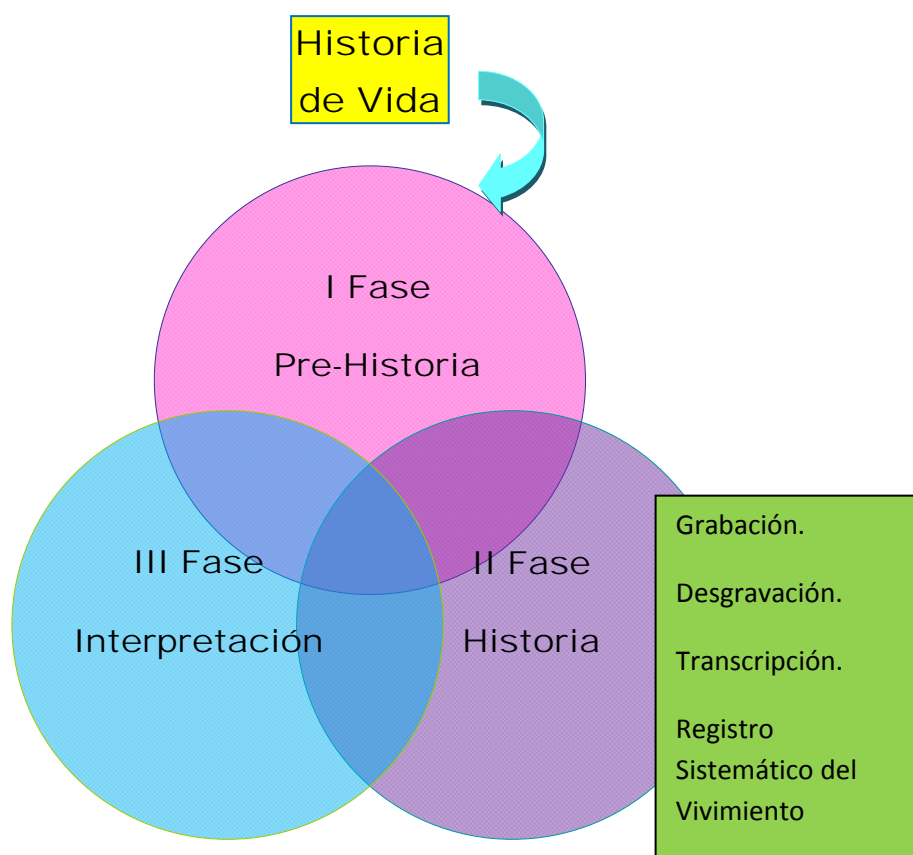 Historia
de Vida
I Fase
Pre-Historia
III Fase
Interpretación
II Fase
Historia
Grabación.
Desgravación.
Transcripción.
Registro
Sistemático del
Vivimiento